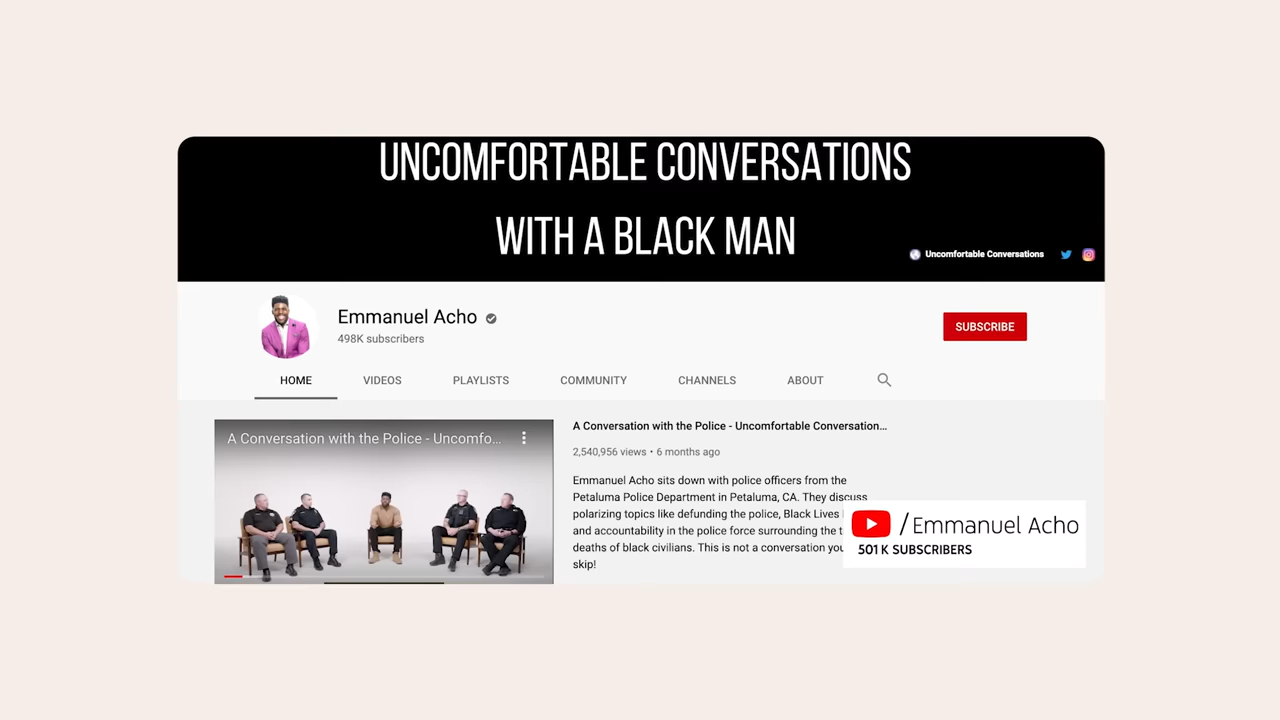 UNCOMFORTABLE CONVERSATIONS
WITH A BLACK MAN
Uncomfortable Conversations
Emmanuel Acho
498K subscribers
SUBSCRIBE
HOME VIDEOS PLAYLISTS COMMUNITY CHANNELS ABOUT
A Conversation with the Police - Uncomfo...
A Conversation with the Police - Uncomfortable Conversation...
2,540,956 views • 6 months ago
Emmanuel Acho sits down with police officers from the
Petaluma Police Department in Petaluma, CA. They discuss
polarizing topics like defunding the police, Black Lives
and accountability in the police force surrounding the
deaths of black civilians. This is not a conversation you
skip!
/Emmanuel Acho
501K SUBSCRIBERS